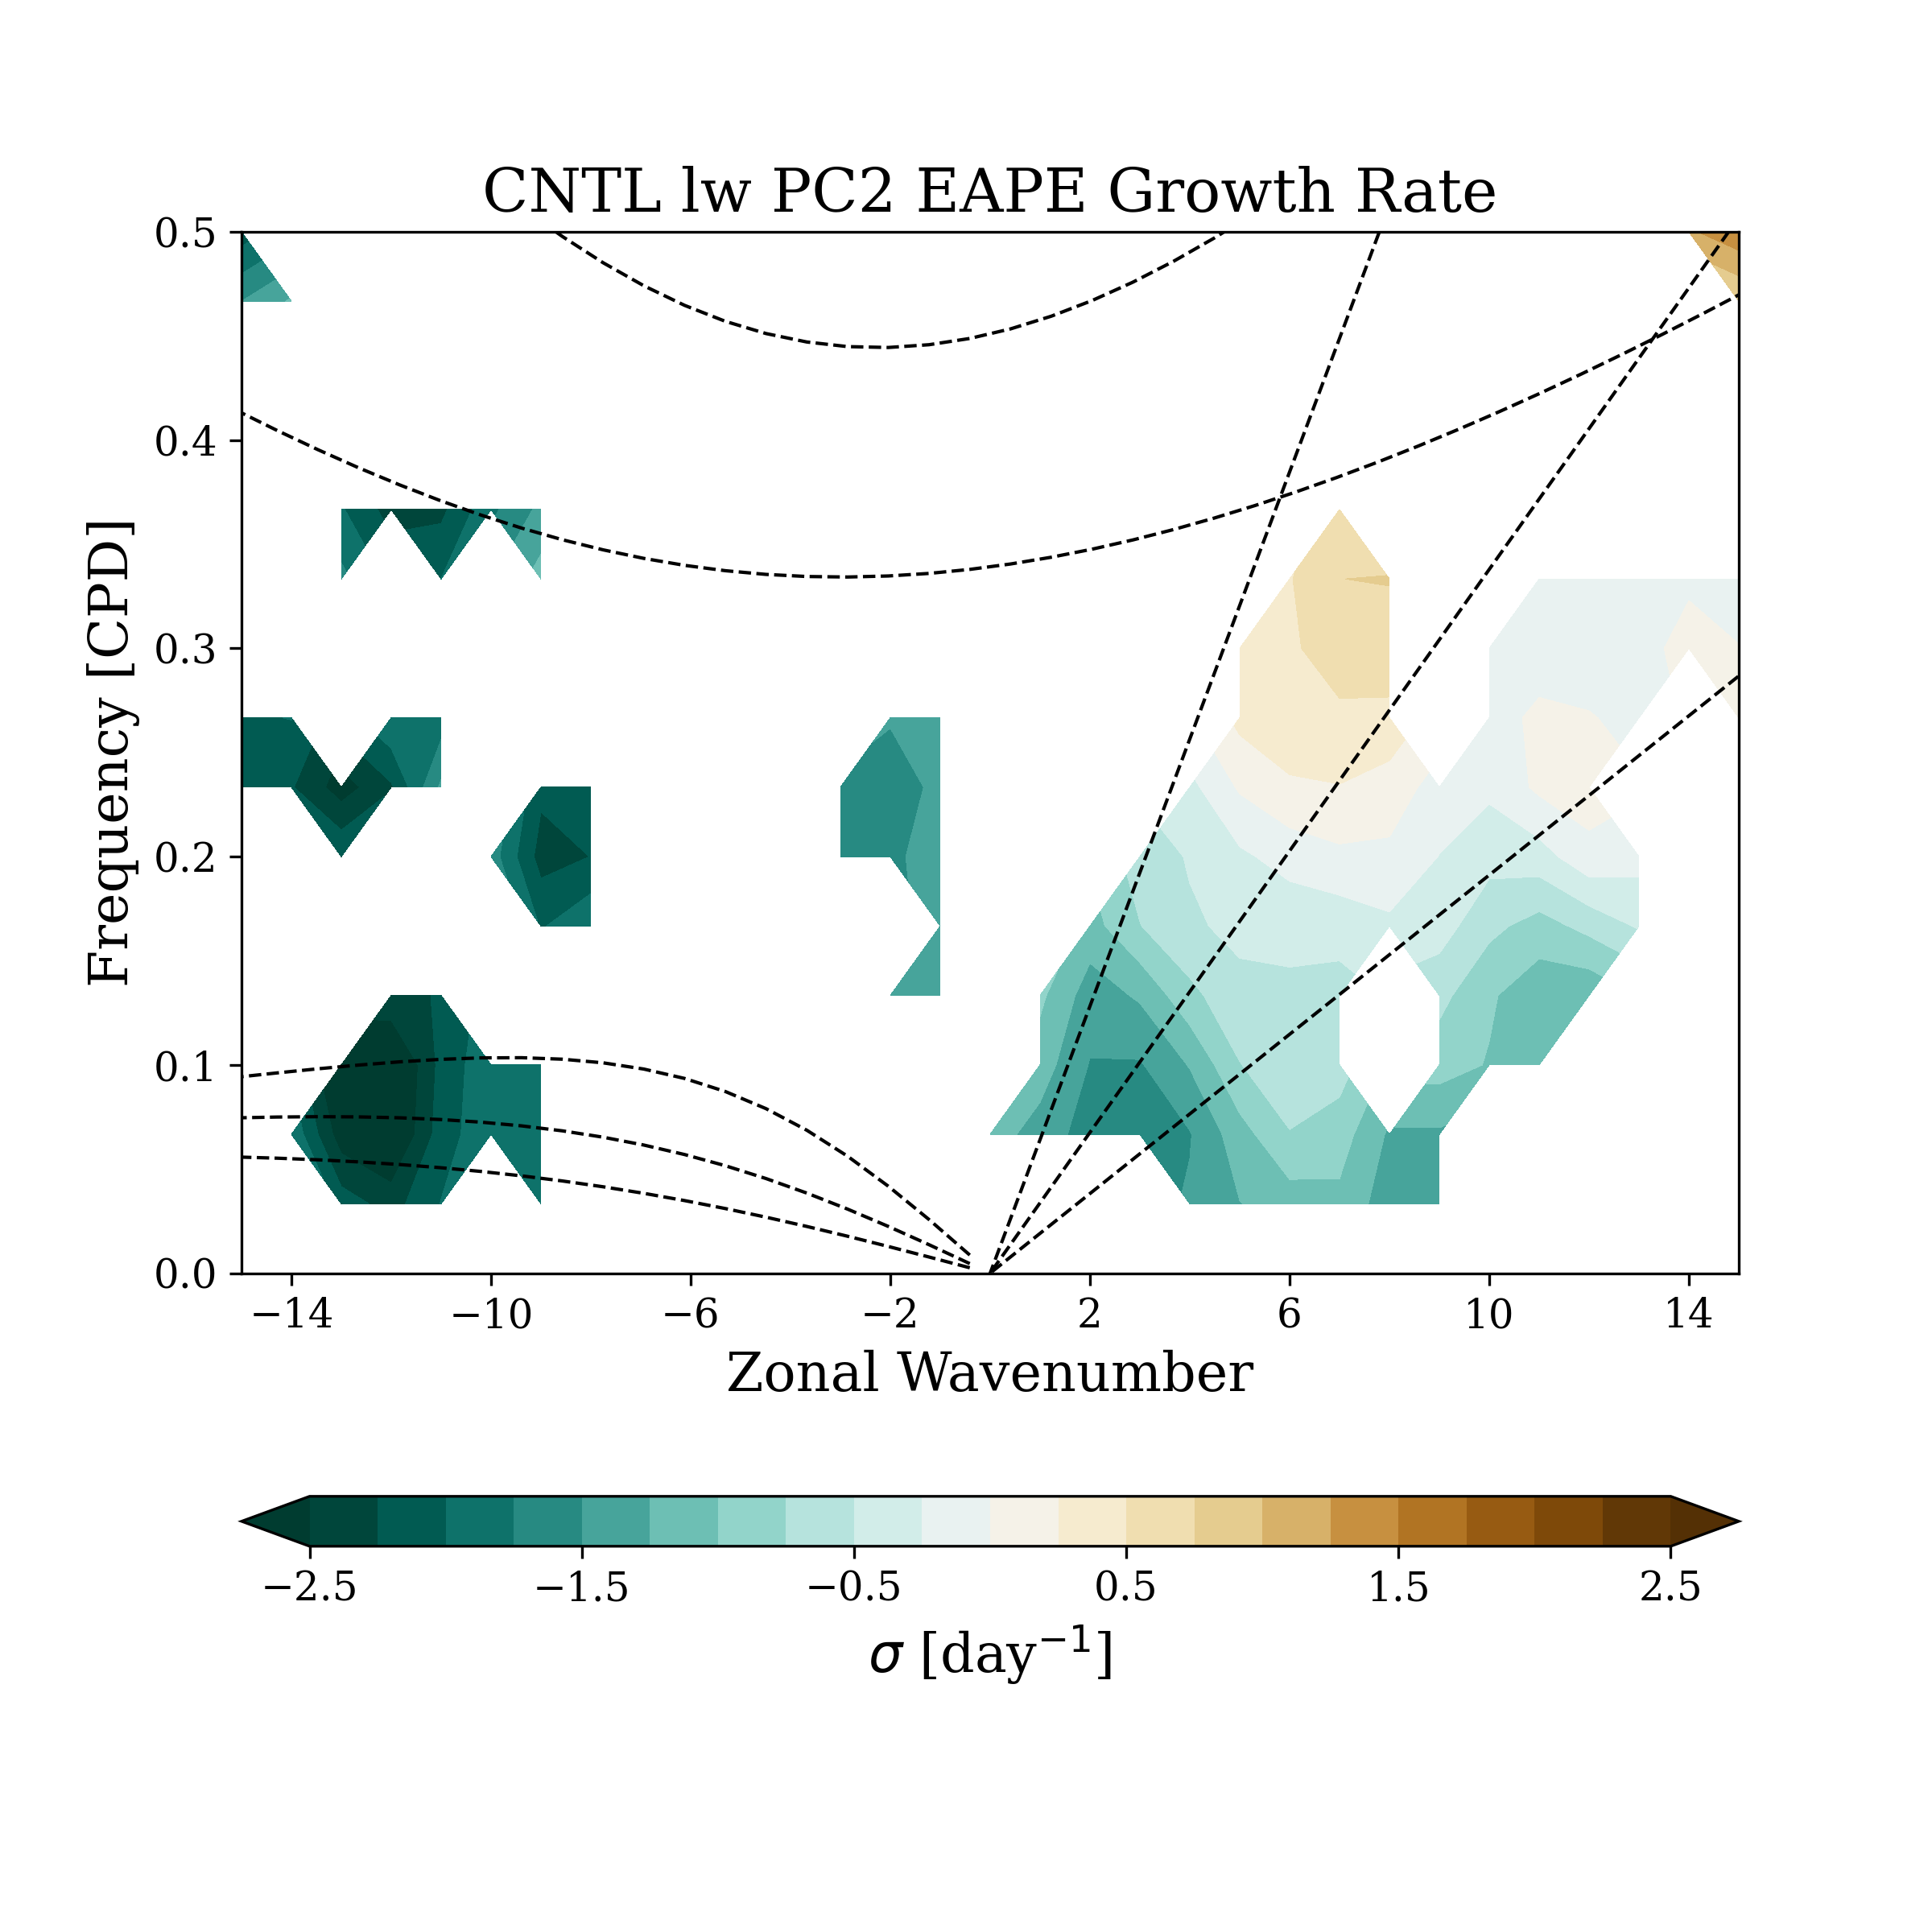 CNTL lw PC2 EAPE Growth Rate
0.5
0.4
0.3
0.2
0.1
0.0
Frequency [CPD]
−14 −10 −6 −2 2 6 10 14
Zonal Wavenumber
−2.5 −1.5 −0.5 0.5 1.5 2.5
σ [day⁻¹]